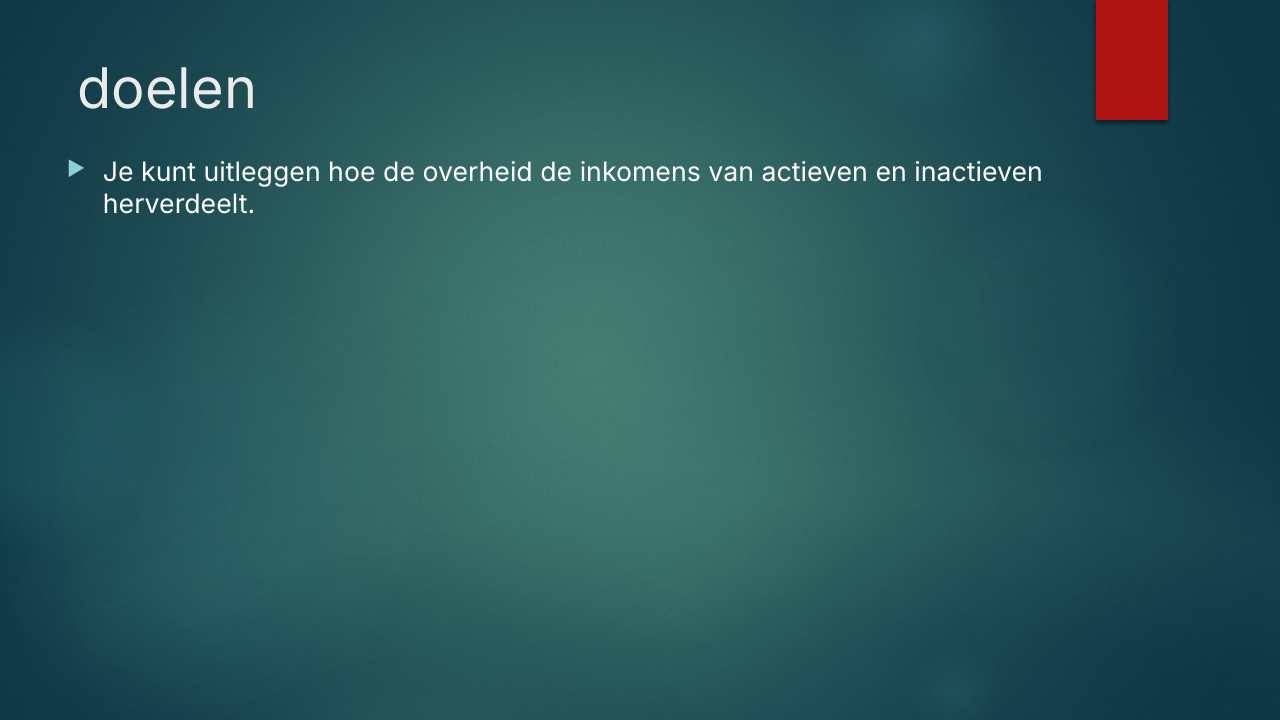 doelen
Je kunt uitleggen hoe de overheid de inkomens van actieven en inactieven
herverdeelt.